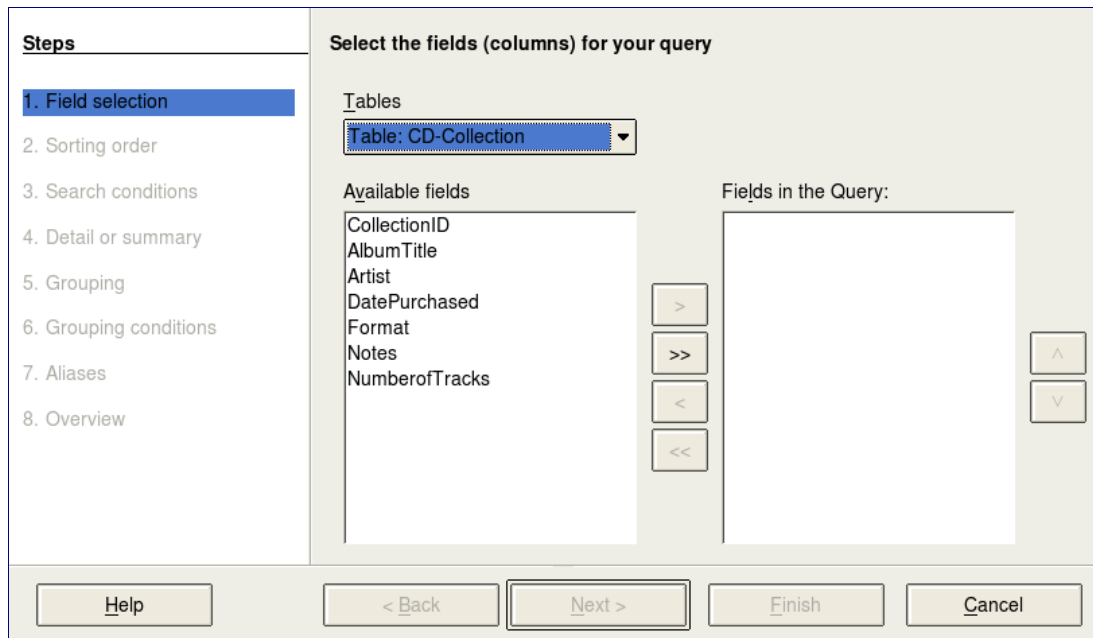 Steps
1. Field selection
2. Sorting order
3. Search conditions
4. Detail or summary
5. Grouping
6. Grouping conditions
7. Aliases
8. Overview
Select the fields (columns) for your query
Tables
Table: CD-Collection
Available fields
CollectionID
AlbumTitle
Artist
DatePurchased
Format
Notes
NumberofTracks
>
>>
<
<<
Fields in the Query:
^
v
Help
< Back
Next >
Finish
Cancel